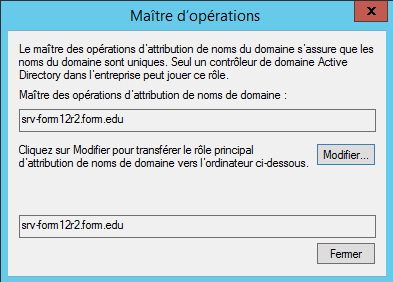 Maître d'opérations
x
Le maître des opérations d'attribution de noms du domaine s'assure que les
noms du domaine sont uniques. Seul un contrôleur de domaine Active
Directory dans l'entreprise peut jouer ce rôle.
Maître des opérations d'attribution de noms de domaine :
srv-form12r2.form.edu
Cliquez sur Modifier pour transférer le rôle principal
d'attribution de noms de domaine vers l'ordinateur ci-dessous.
Modifier...
srv-form12r2.form.edu
Fermer